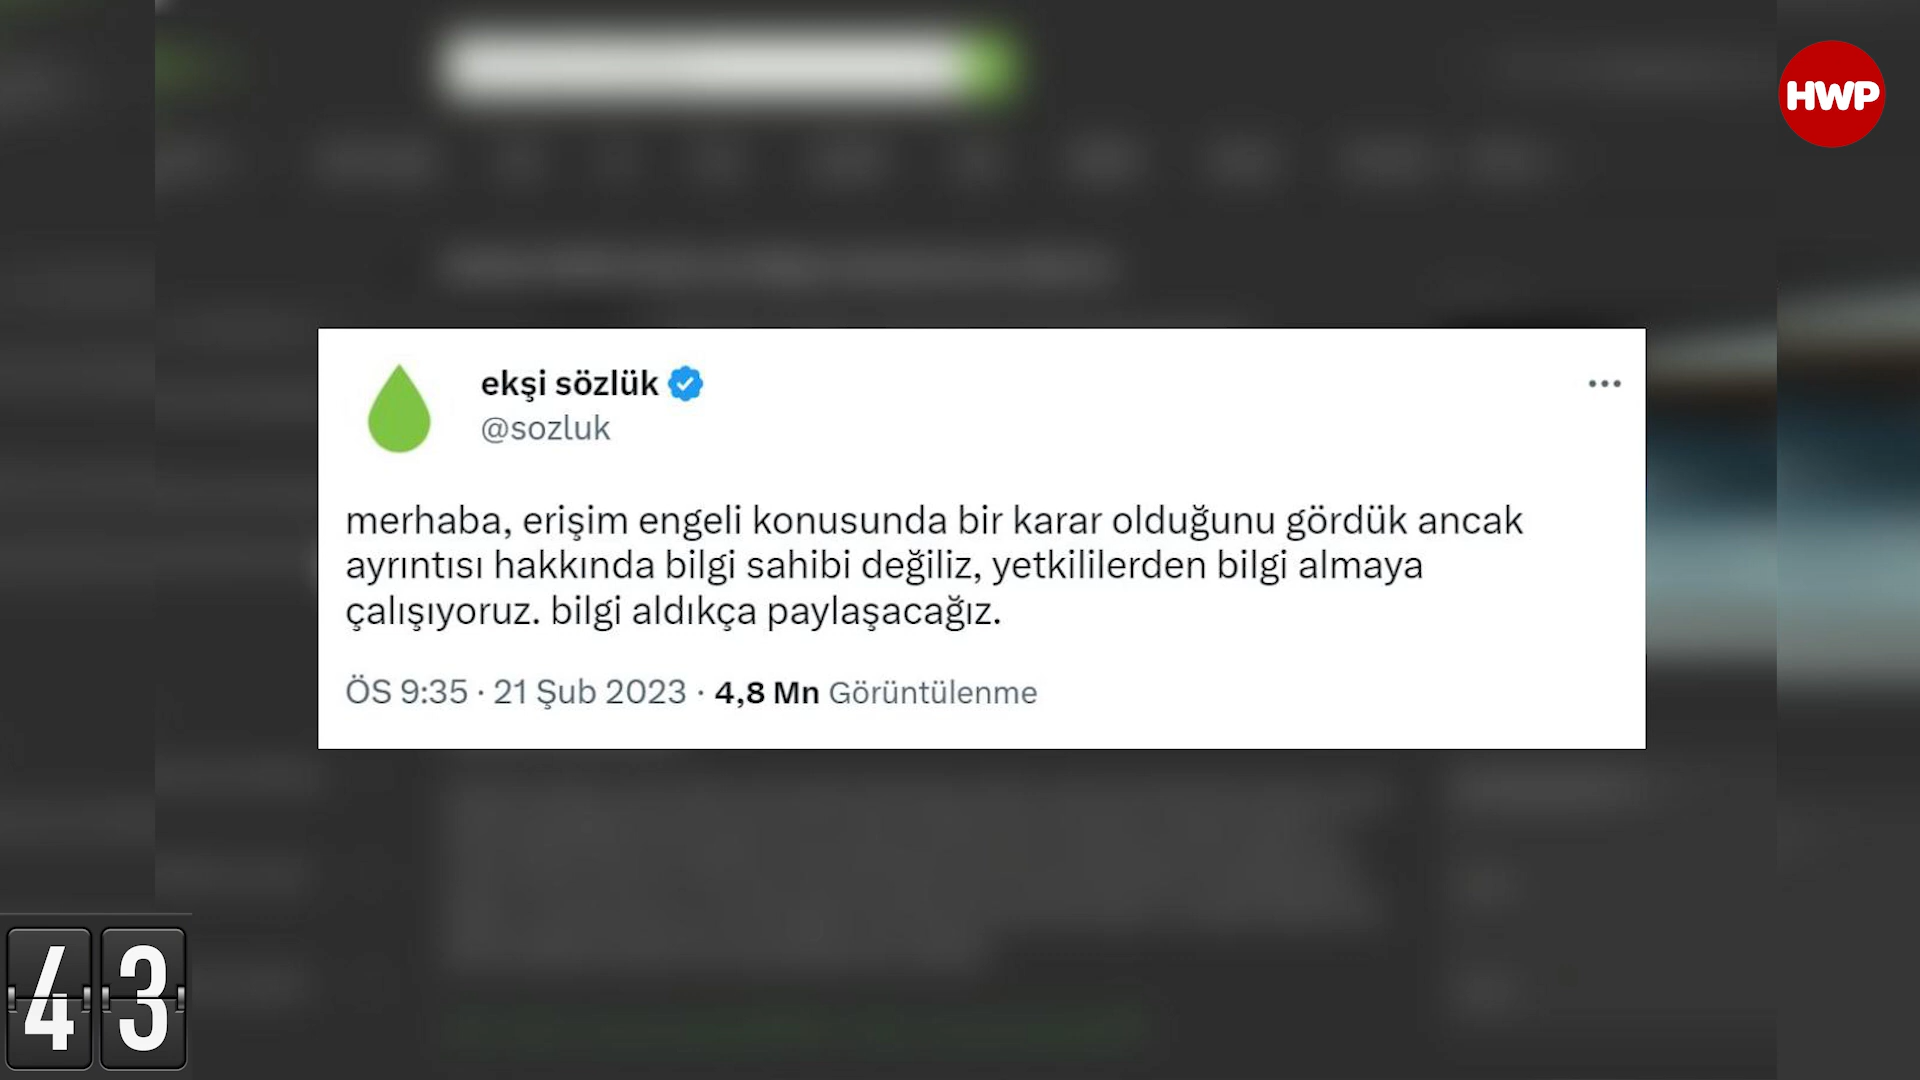 HWP
ekşi sözlük
@sozluk
merhaba, erişim engeli konusunda bir karar olduğunu gördük ancak
ayrıntısı hakkında bilgi sahibi değiliz, yetkililerden bilgi almaya
çalışıyoruz. bilgi aldıkça paylaşacağız.
ÖS 9:35 · 21 Şub 2023 · 4,8 Mn Görüntülenme
43